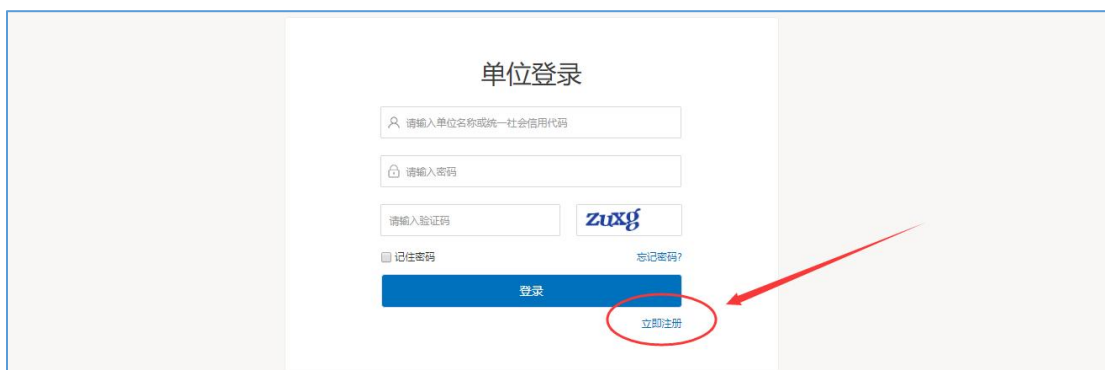 单位登录
请输入单位名称或统一社会信用代码
请输入密码
请输入验证码 zuxg
记住密码 忘记密码?
登录
立即注册